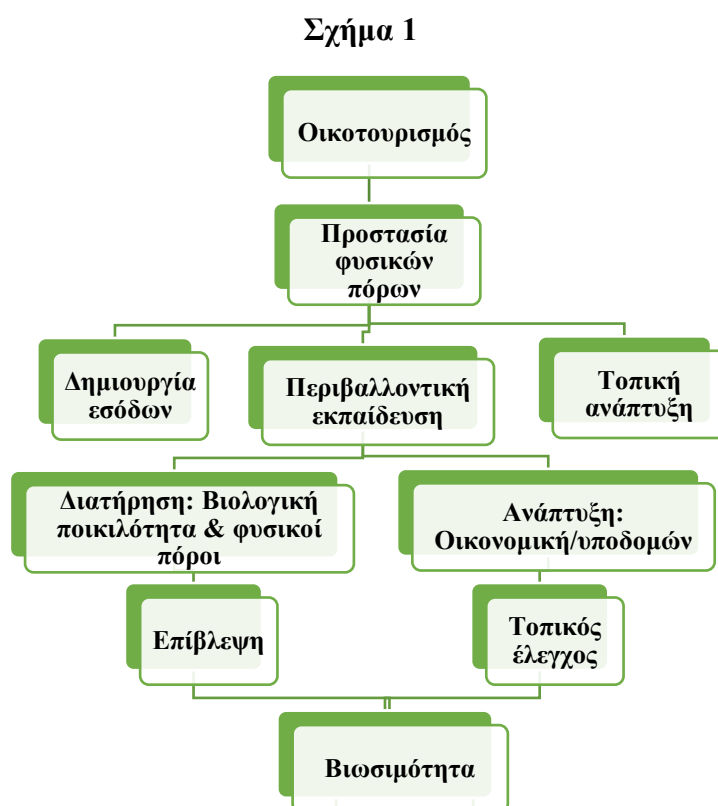 Σχήμα 1
Οικοτουρισμός
Προστασία
φυσικών
πόρων
Δημιουργία
εσόδων
Περιβαλλοντική
εκπαίδευση
Τοπική
ανάπτυξη
Διατήρηση: Βιολογική
ποικιλότητα & φυσικοί
πόροι
Ανάπτυξη:
Οικονομική/υποδομών
Επίβλεψη
Τοπικός
έλεγχος
Βιωσιμότητα